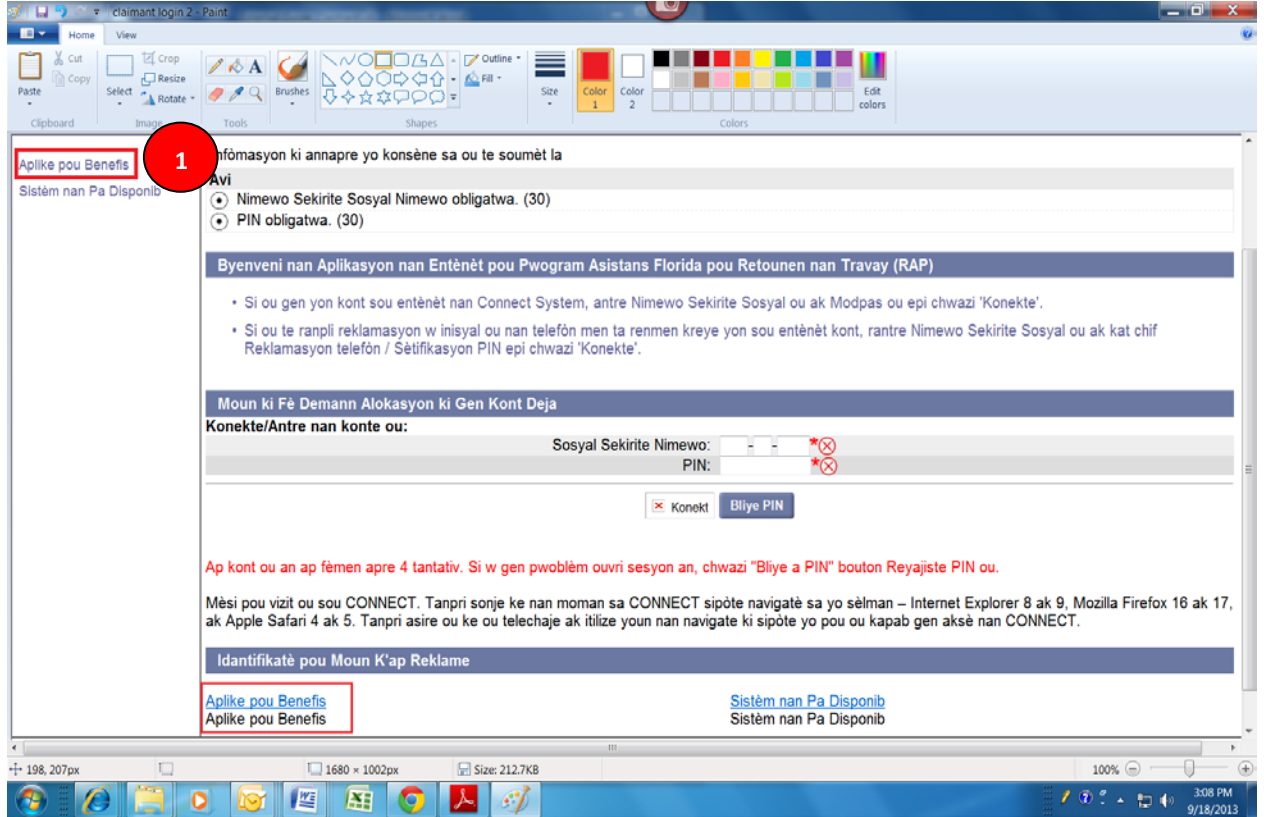 claimant login 2 - Paint
Home View
Paste
Cut
Copy
Clipboard
Select
Crop
Resize
Rotate
Image
Tools
Brushes
Outline
Fill
Shapes
Size
Color 1
Color 2
Edit colors
Colors
Aplike pou Benefis
1
Sistèm nan Pa Disponib
nfòmasyon ki annapre yo konsène sa ou te soumèt la
Avi
Nimewo Sekirite Sosyal Nimewo obligatwa. (30)
PIN obligatwa. (30)
Byenveni nan Aplikasyon nan Entènèt pou Pwogram Asistans Florida pou Retounen nan Travay (RAP)
• Si ou gen yon kont sou entènèt nan Connect System, antre Nimewo Sekirite Sosyal ou ak Modpas ou epi chwazi 'Konekte'.
• Si ou te ranpli reklamasyon w inisyal ou nan telefòn men ta renmen kreye yon sou entènèt kont, rantre Nimewo Sekirite Sosyal ou ak kat chif
Reklamasyon telefòn / Sètifikasyon PIN epi chwazi 'Konekte'.
Moun ki Fè Demann Alokasyon ki Gen Kont Deja
Konekte/Antre nan konte ou:
Sosyal Sekirite Nimewo: - - *
PIN: *
Konekt Bliye PIN
Ap kont ou an ap fèmen apre 4 tantativ. Si w gen pwoblèm ouvri sesyon an, chwazi "Bliye a PIN" bouton Reyajiste PIN ou.
Mèsi pou vizit ou sou CONNECT. Tanpri sonje ke nan moman sa CONNECT sipòte navigatè sa yo sèlman – Internet Explorer 8 ak 9, Mozilla Firefox 16 ak 17,
ak Apple Safari 4 ak 5. Tanpri asire ou ke ou telechaje ak itilize youn nan navigate ki sipòte yo pou ou kapab gen aksè nan CONNECT.
Idantifikatè pou Moun K'ap Reklame
Aplike pou Benefis Sistèm nan Pa Disponib
Aplike pou Benefis Sistèm nan Pa Disponib
198, 207px 1680 × 1002px Size: 212.7KB 100%
3:08 PM
9/18/2013